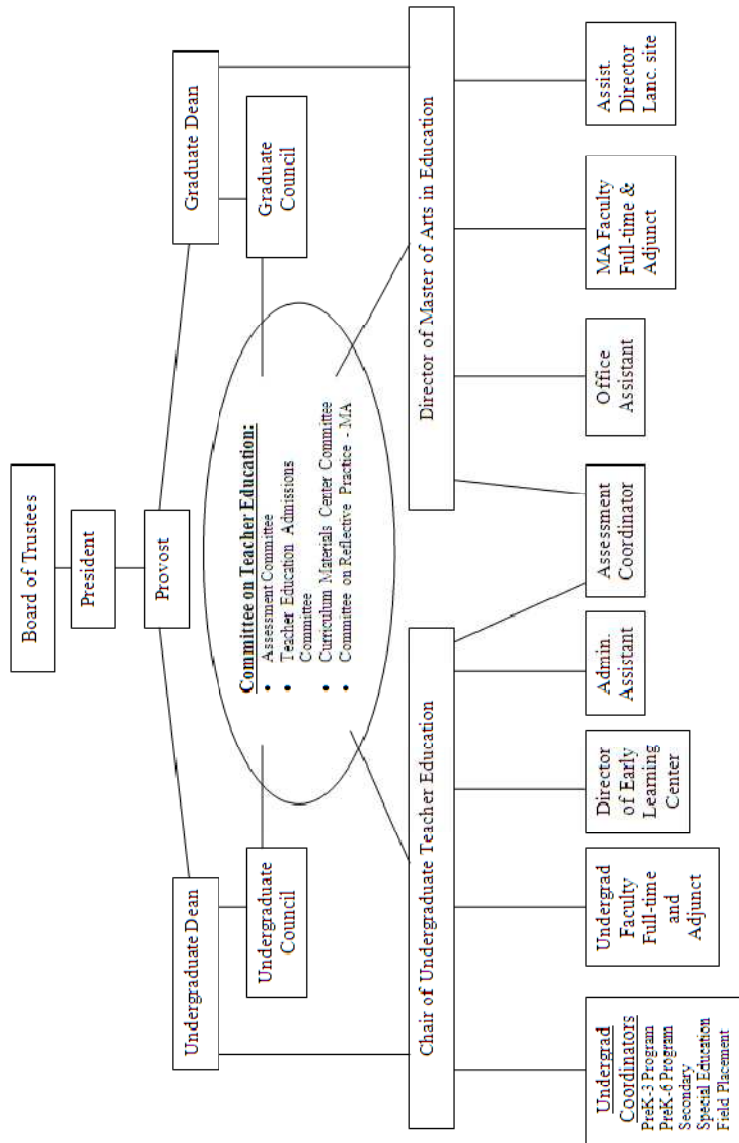 Board of Trustees
President
Provost
Undergraduate Dean
Graduate Dean
Undergraduate
Council
Graduate
Council
Committee on Teacher Education:
• Assessment Committee
• Teacher Education Admissions
Committee
• Curriculum Materials Center Committee
• Committee on Reflective Practice - MA
Chair of Undergraduate Teacher Education
Director of Master of Arts in Education
Undergrad
Coordinators
PreK-3 Program
PreK-6 Program
Secondary
Special Education
Field Placement
Undergrad
Faculty
Full-time
and
Adjunct
Director
of Early
Learning
Center
Admin.
Assistant
Assessment
Coordinator
Office
Assistant
MA Faculty
Full-time &
Adjunct
Assist.
Director
Lanc. site